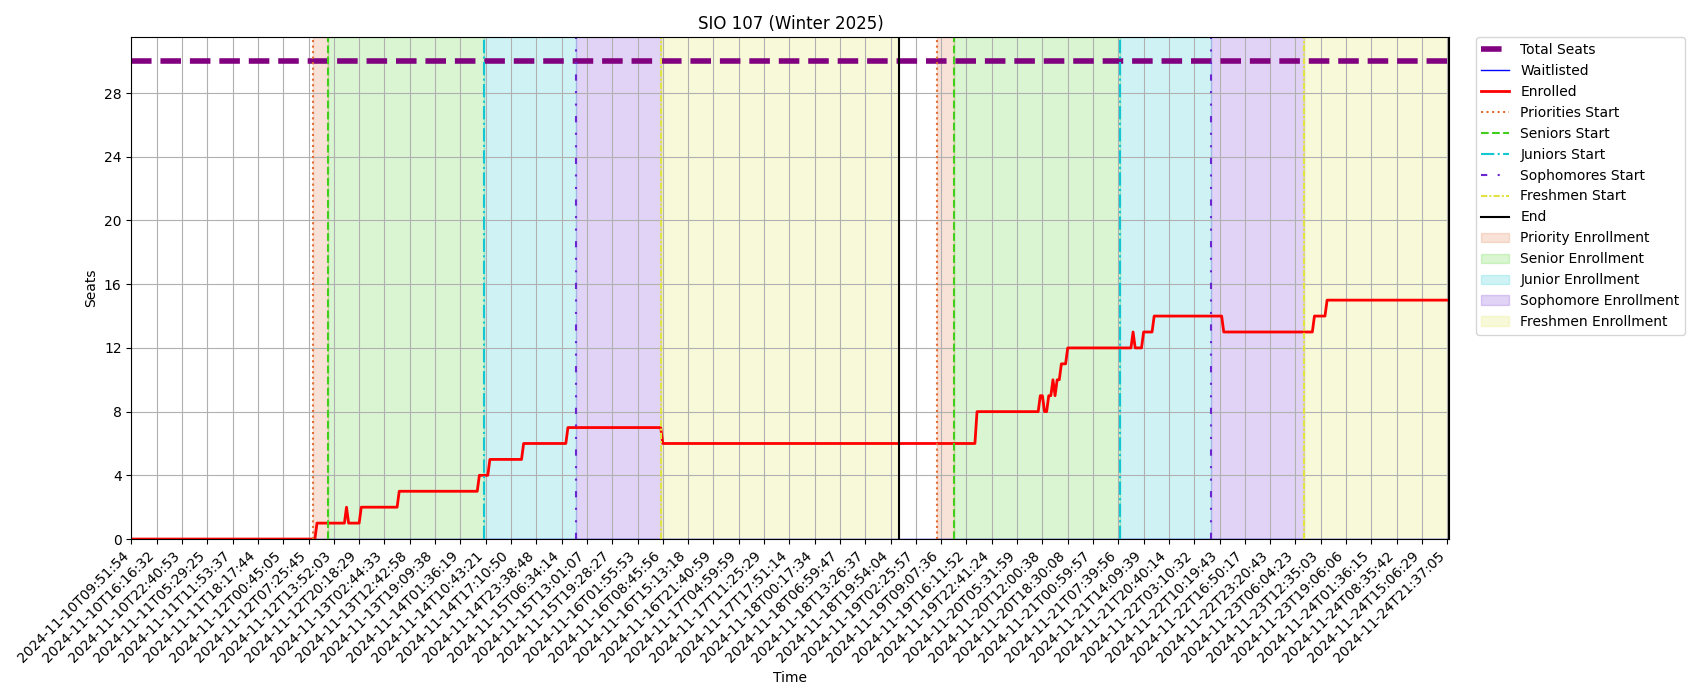 SIO 107 (Winter 2025)
Seats
28
24
20
16
12
8
4
0
2024-11-10T09:51:54
2024-11-10T16:16:32
2024-11-10T22:40:53
2024-11-11T05:29:25
2024-11-11T11:53:37
2024-11-11T18:17:44
2024-11-12T00:45:05
2024-11-12T07:25:45
2024-11-12T13:52:03
2024-11-12T20:18:29
2024-11-13T02:44:33
2024-11-13T12:42:58
2024-11-13T19:09:38
2024-11-14T01:36:19
2024-11-14T10:43:21
2024-11-14T17:10:50
2024-11-14T23:38:48
2024-11-15T06:34:14
2024-11-15T13:01:07
2024-11-15T19:28:27
2024-11-16T01:55:53
2024-11-16T08:45:56
2024-11-16T15:13:18
2024-11-16T21:40:59
2024-11-17T04:59:59
2024-11-17T11:25:29
2024-11-17T17:51:14
2024-11-18T00:17:34
2024-11-18T06:59:47
2024-11-18T13:26:37
2024-11-18T19:54:04
2024-11-19T02:25:57
2024-11-19T09:07:36
2024-11-19T16:11:52
2024-11-19T22:41:24
2024-11-20T05:31:59
2024-11-20T12:00:38
2024-11-20T18:30:08
2024-11-21T00:59:57
2024-11-21T07:39:56
2024-11-21T14:09:39
2024-11-21T20:40:14
2024-11-22T03:10:32
2024-11-22T10:19:43
2024-11-22T16:50:17
2024-11-22T23:20:43
2024-11-23T06:04:23
2024-11-23T12:35:03
2024-11-23T19:06:06
2024-11-24T01:36:15
2024-11-24T08:35:42
2024-11-24T15:06:29
2024-11-24T21:37:05
Time
Total Seats
Waitlisted
Enrolled
Priorities Start
Seniors Start
Juniors Start
Sophomores Start
Freshmen Start
End
Priority Enrollment
Senior Enrollment
Junior Enrollment
Sophomore Enrollment
Freshmen Enrollment